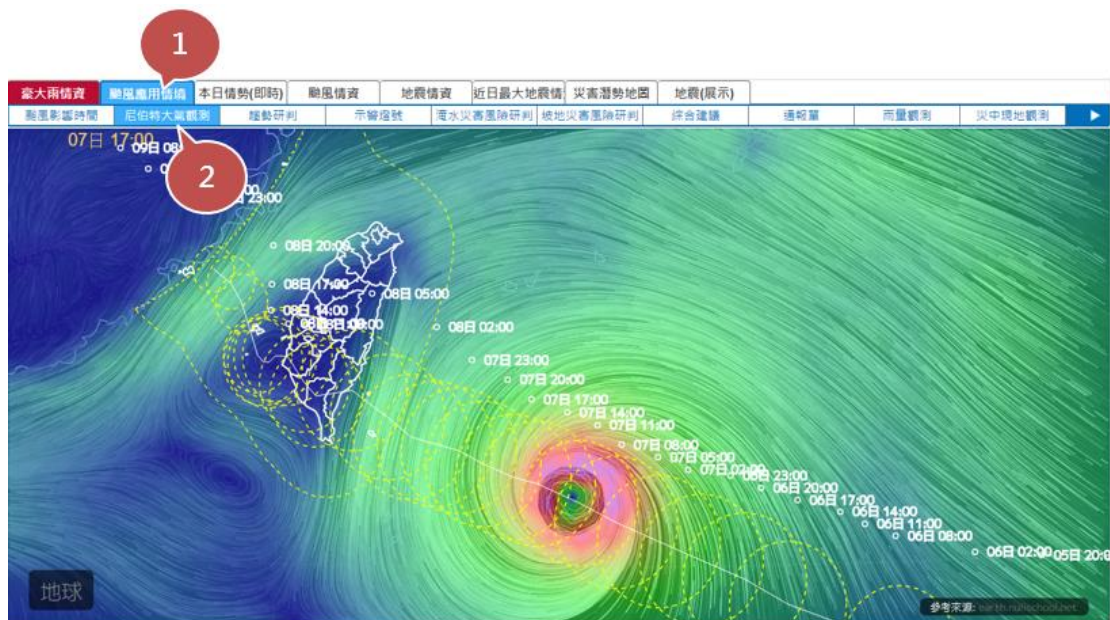 1
豪大雨情資 颱風應用情境 本日情勢(即時) 颱風情資 地震情資 近日最大地震情 災害潛勢地圖 地震(展示)
颱風影響時間 尼伯特大氣觀測 趨勢研判 示警燈號 淹水災害風險研判 坡地災害風險研判 綜合建議 通報單 雨量觀測 災中現地觀測
07日 17:00
09日 08:
2
23:00
08日 20:00
08日 17:00
08日 05:00
08日 14:00
08日 02:00
07日 23:00
07日 20:00
07日 17:00
07日 14:00
07日 11:00
07日 08:00
07日 05:00
07日 02:00
23:00
06日 20:00
06日 17:00
06日 14:00
06日 11:00
06日 08:00
06日 02:00
05日 20:0
地球
參考來源: earth.nullschool.net